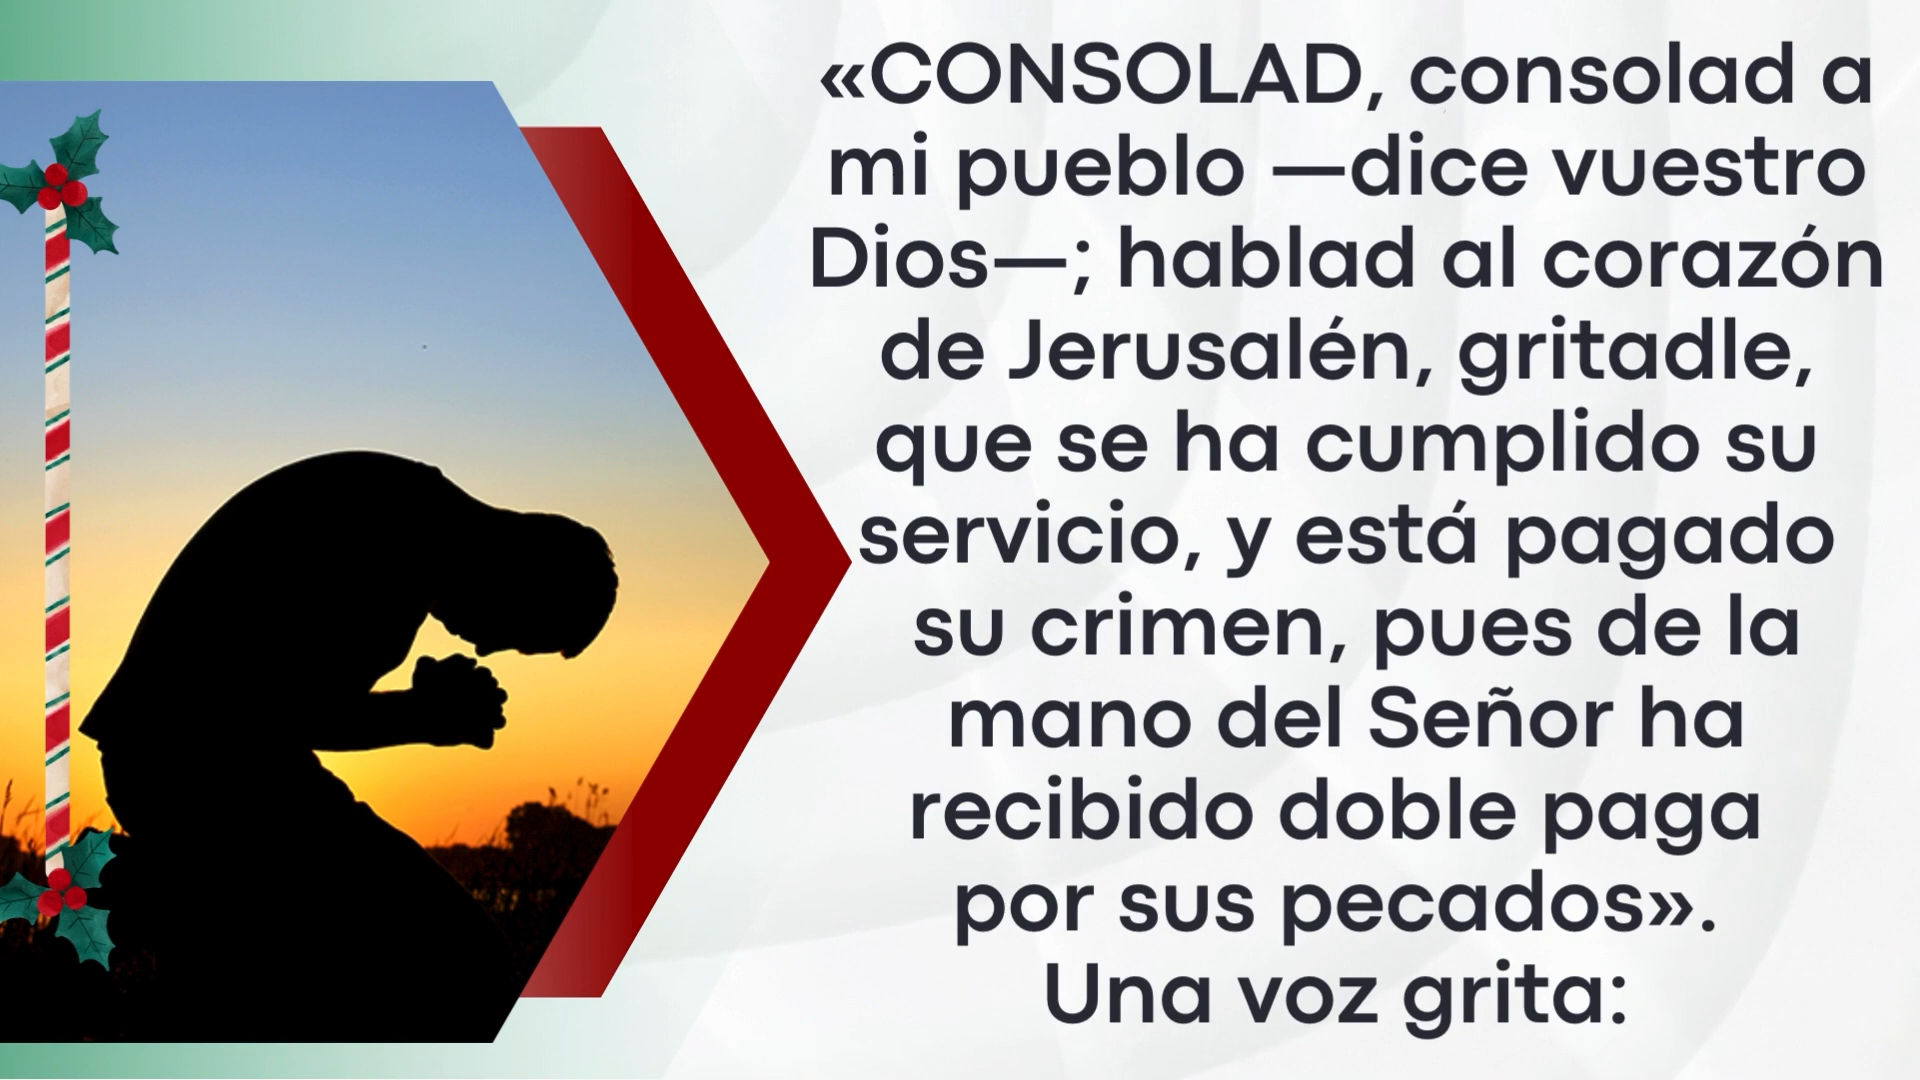 «CONSOLAD, consolad a
mi pueblo —dice vuestro
Dios—; hablad al corazón
de Jerusalén, gritadle,
que se ha cumplido su
servicio, y está pagado
su crimen, pues de la
mano del Señor ha
recibido doble paga
por sus pecados».
Una voz grita: